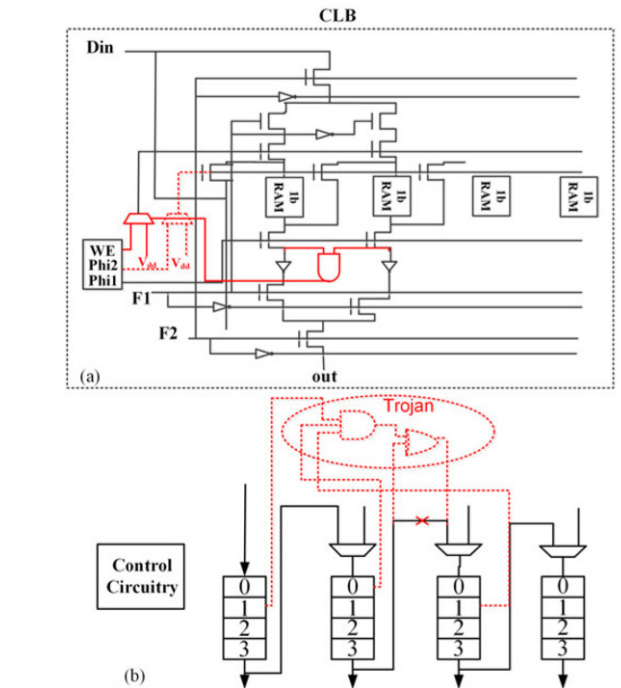 CLB
Din
1b RAM
1b RAM
1b RAM
1b RAM
WE
Phi2
Phi1
Vdd
Vdd
F1
F2
(a)
out
Trojan
Control
Circuitry
0
1
2
3
0
1
2
3
0
1
2
3
0
1
2
3
(b)